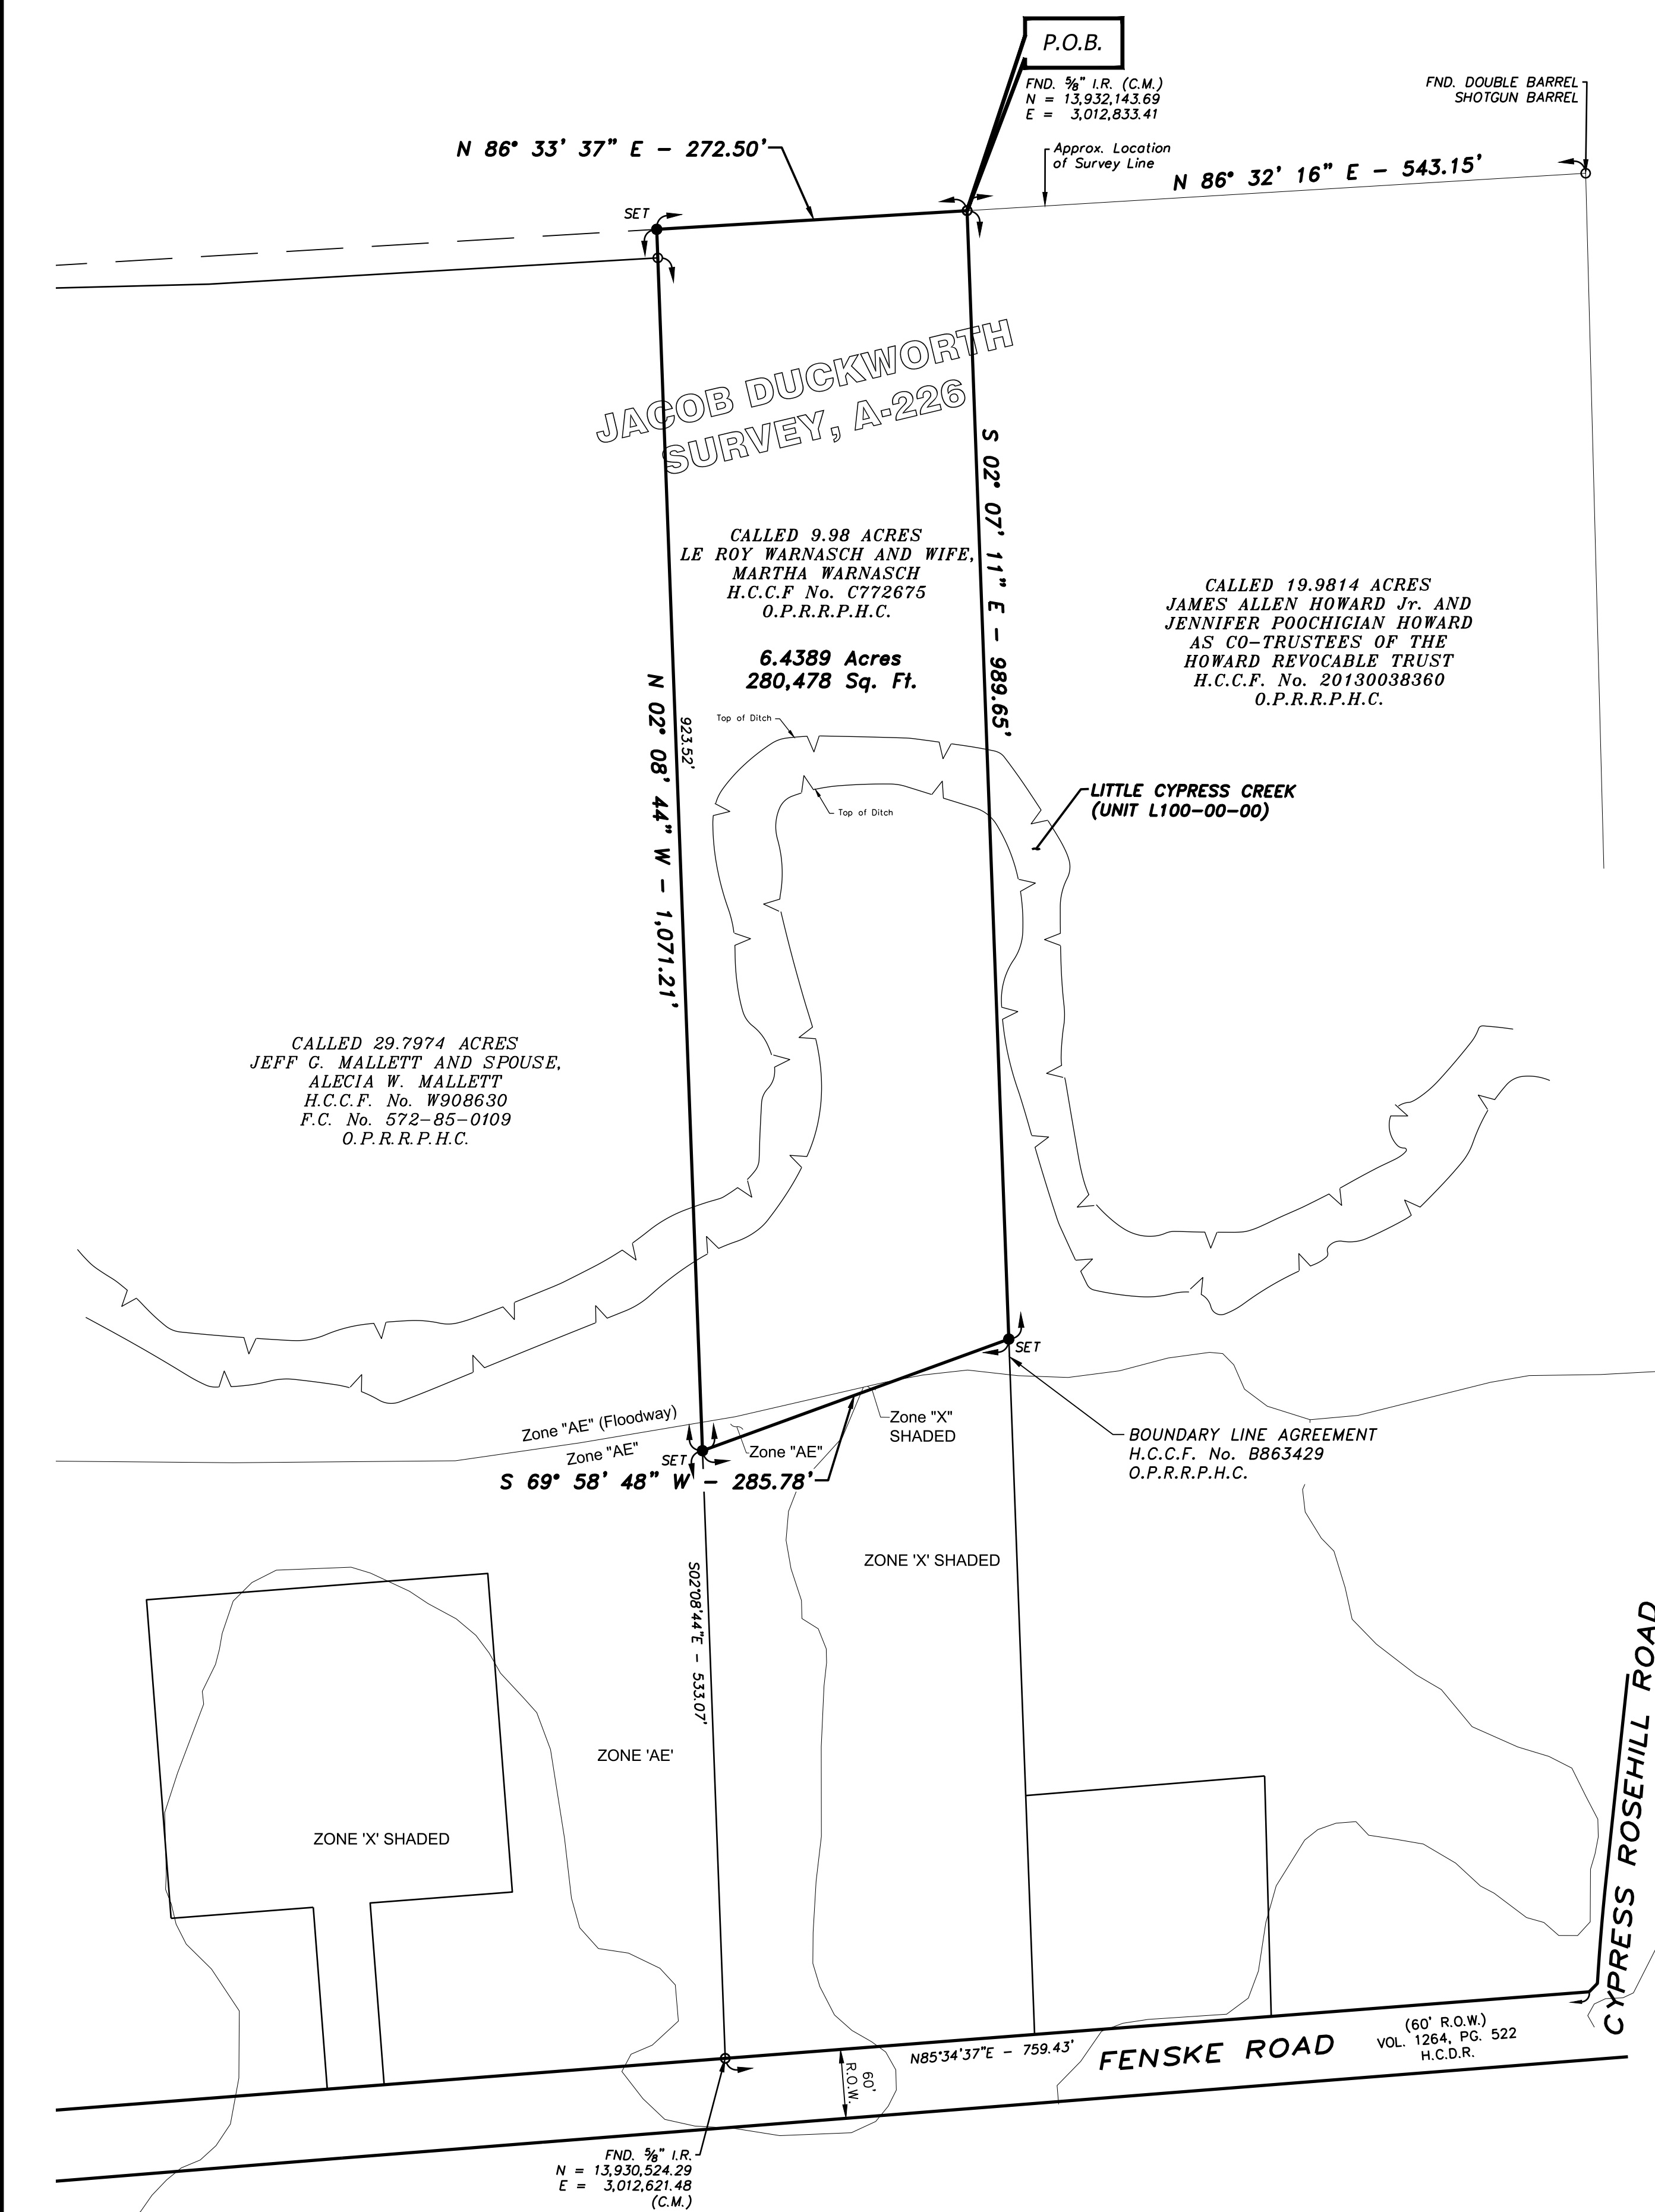 P.O.B.
FND. ⅝" I.R. (C.M.)
N = 13,932,143.69
E = 3,012,833.41
FND. DOUBLE BARREL
SHOTGUN BARREL
N 86° 33' 37" E - 272.50'
Approx. Location
of Survey Line
N 86° 32' 16" E - 543.15'
SET
JACOB DUCKWORTH
SURVEY, A-226
S 02° 07' 11" E - 989.65'
CALLED 9.98 ACRES
LE ROY WARNASCH AND WIFE,
MARTHA WARNASCH
H.C.C.F No. C772675
O.P.R.R.P.H.C.
6.4389 Acres
280,478 Sq. Ft.
CALLED 19.9814 ACRES
JAMES ALLEN HOWARD Jr. AND
JENNIFER POOCHIGIAN HOWARD
AS CO-TRUSTEES OF THE
HOWARD REVOCABLE TRUST
H.C.C.F. No. 20130038360
O.P.R.R.P.H.C.
N 02° 08' 44" W - 1,071.21'
923.52'
Top of Ditch
Top of Ditch
LITTLE CYPRESS CREEK
(UNIT L100-00-00)
CALLED 29.7974 ACRES
JEFF G. MALLETT AND SPOUSE,
ALECIA W. MALLETT
H.C.C.F. No. W908630
F.C. No. 572-85-0109
O.P.R.R.P.H.C.
SET
Zone "AE" (Floodway)
Zone "AE"
SET
Zone "AE"
Zone "X"
SHADED
BOUNDARY LINE AGREEMENT
H.C.C.F. No. B863429
O.P.R.R.P.H.C.
S 69° 58' 48" W - 285.78'
ZONE 'X' SHADED
S02°08'44"E - 533.07'
ZONE 'AE'
ZONE 'X' SHADED
CYPRESS ROSEHILL ROAD
N85°34'37"E - 759.43'
FENSKE ROAD
(60' R.O.W.)
VOL. 1264, PG. 522
H.C.D.R.
60'
R.O.W.
FND. ⅝" I.R.
N = 13,930,524.29
E = 3,012,621.48
(C.M.)